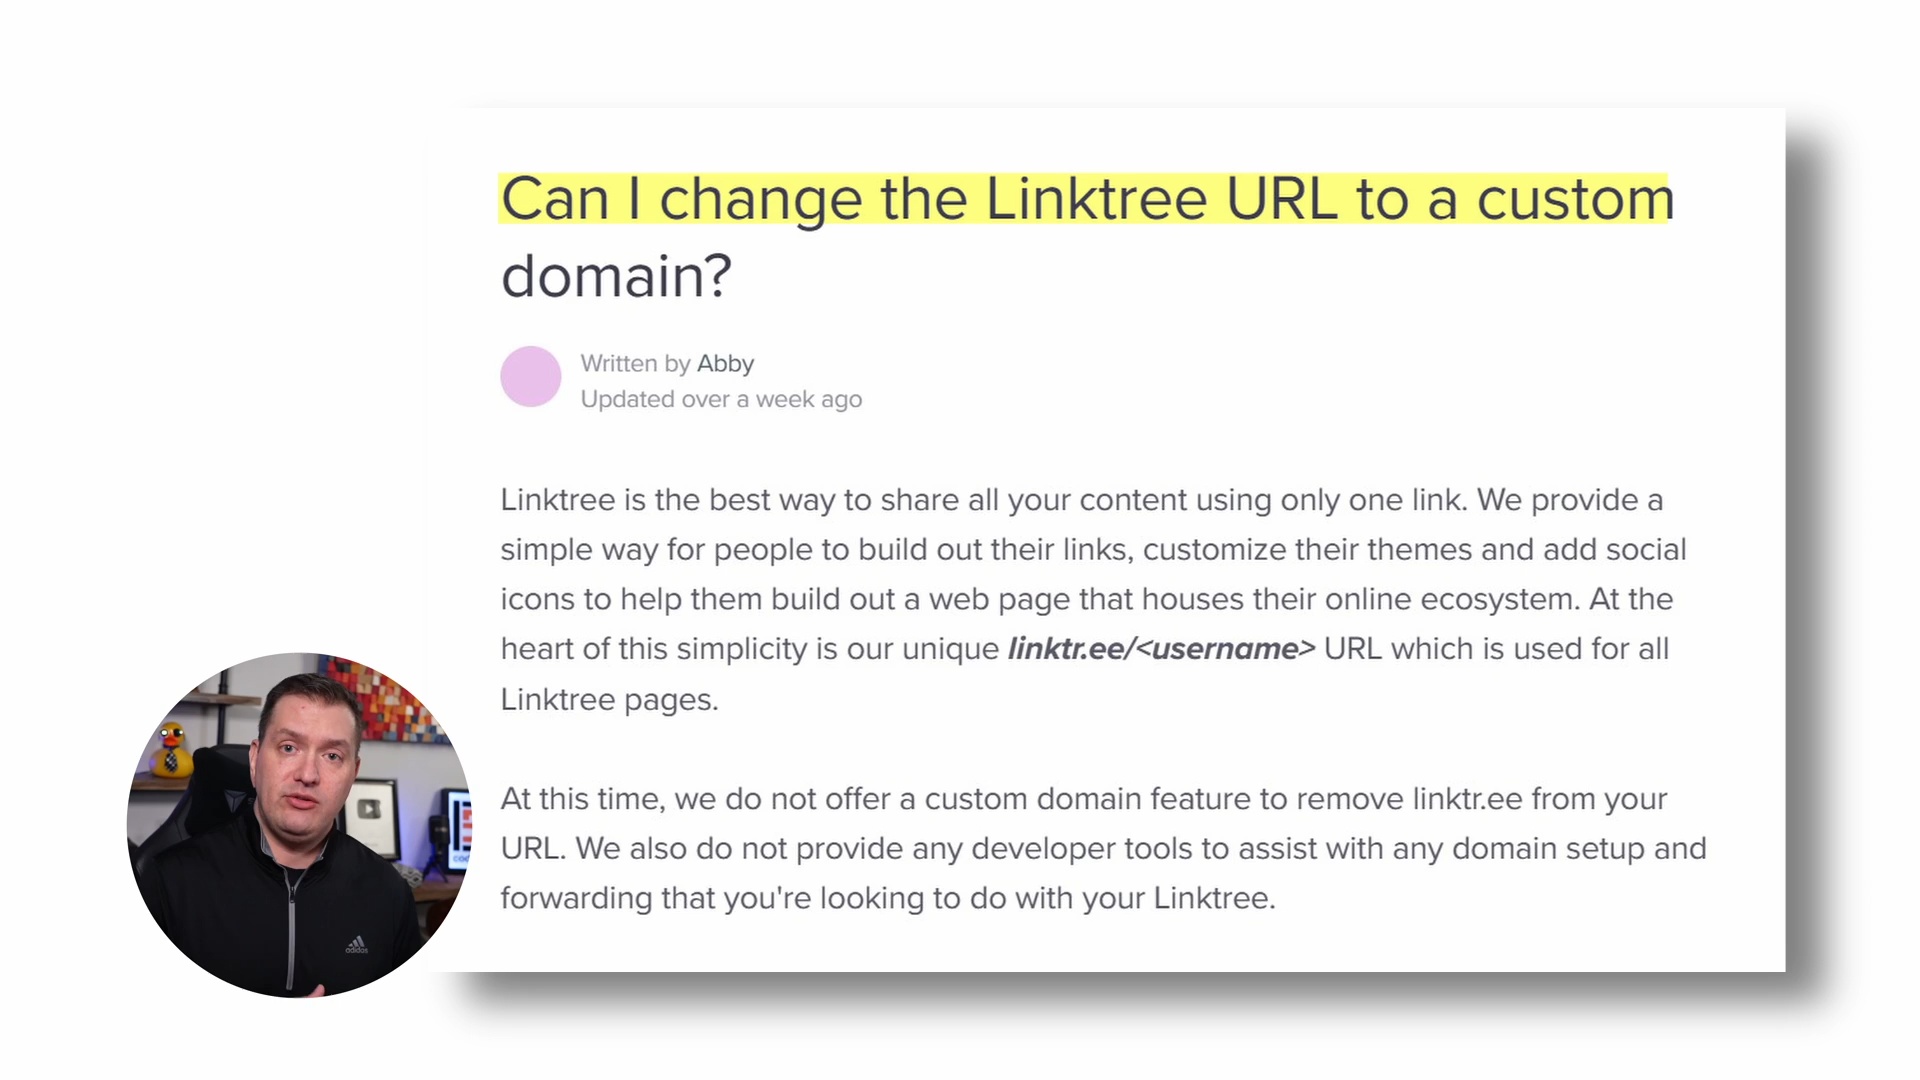 Can I change the Linktree URL to a custom
domain?
Written by Abby
Updated over a week ago
Linktree is the best way to share all your content using only one link. We provide a
simple way for people to build out their links, customize their themes and add social
icons to help them build out a web page that houses their online ecosystem. At the
heart of this simplicity is our unique linktr.ee/<username> URL which is used for all
Linktree pages.
At this time, we do not offer a custom domain feature to remove linktr.ee from your
URL. We also do not provide any developer tools to assist with any domain setup and
forwarding that you're looking to do with your Linktree.
adidas